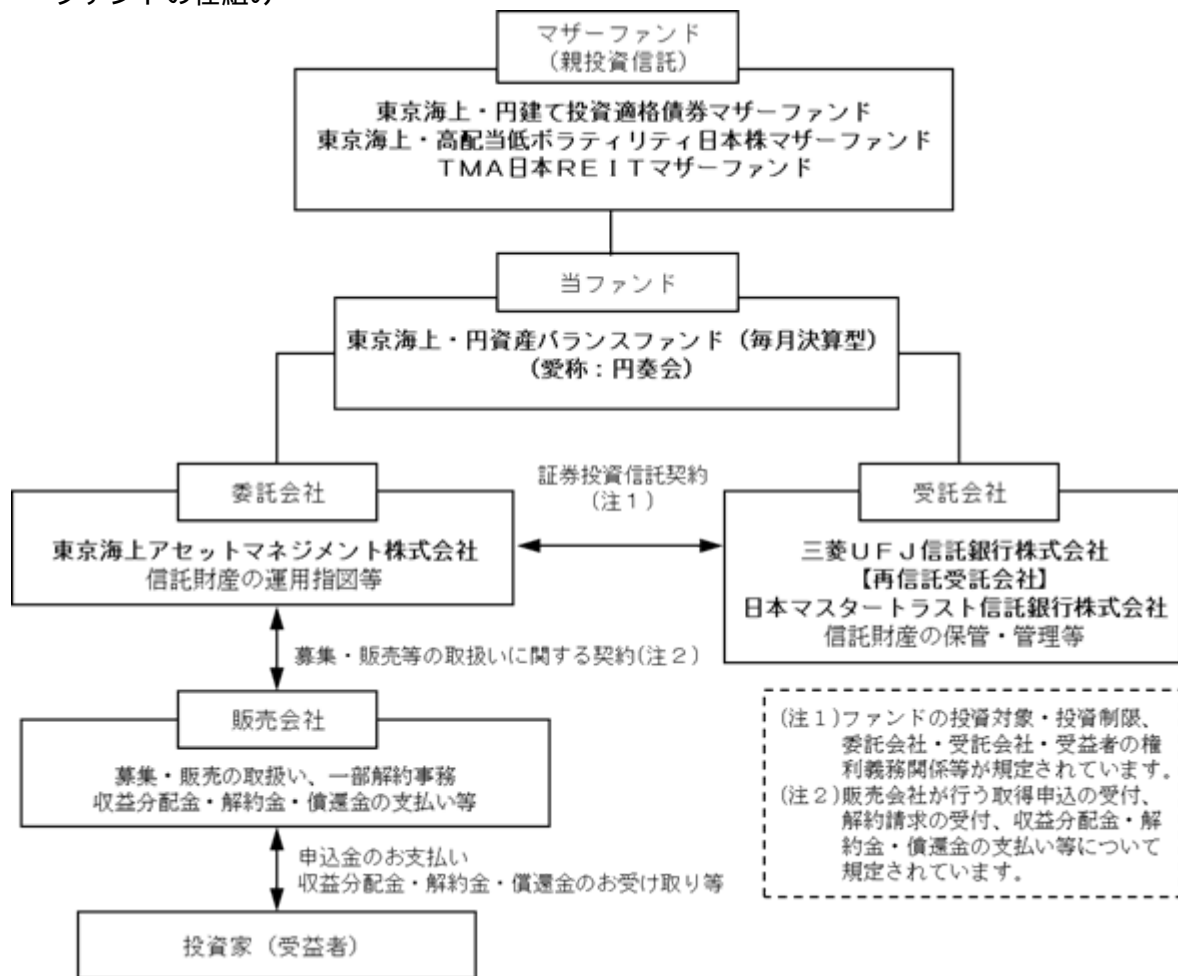 ファンドの仕組み
マザーファンド
（親投資信託）
東京海上・円建て投資適格債券マザーファンド
東京海上・高配当低ボラティリティ日本株マザーファンド
ＴＭＡ日本ＲＥＩＴマザーファンド
当ファンド
東京海上・円資産バランスファンド（毎月決算型）
（愛称：円奏会）
委託会社
東京海上アセットマネジメント株式会社
信託財産の運用指図等
証券投資信託契約
（注１）
受託会社
三菱ＵＦＪ信託銀行株式会社
【再信託受託会社】
日本マスタートラスト信託銀行株式会社
信託財産の保管・管理等
募集・販売等の取扱いに関する契約（注２）
販売会社
募集・販売の取扱い、一部解約事務
収益分配金・解約金・償還金の支払い等
申込金のお支払い
収益分配金・解約金・償還金のお受け取り等
投資家（受益者）
（注１）ファンドの投資対象・投資制限、
委託会社・受託会社・受益者の権
利義務関係等が規定されています。
（注２）販売会社が行う取得申込の受付、
解約請求の受付、収益分配金・解
約金・償還金の支払い等について
規定されています。